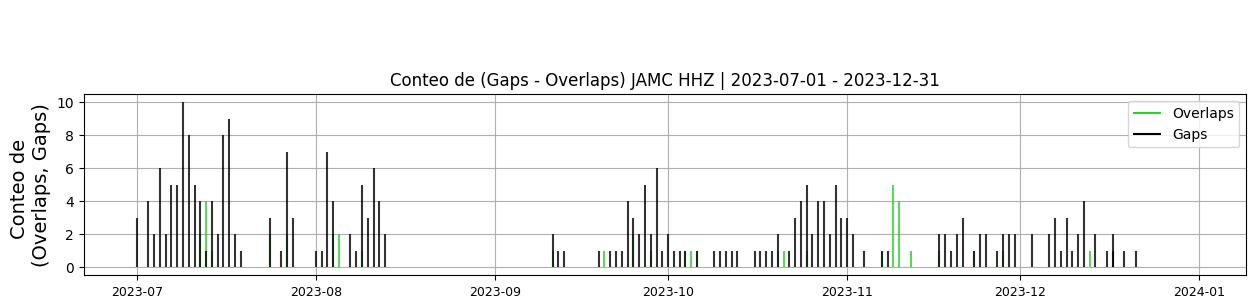 Conteo de (Gaps - Overlaps) JAMC HHZ | 2023-07-01 - 2023-12-31
Conteo de
(Overlaps, Gaps)
10
8
6
4
2
0
Overlaps
Gaps
2023-07
2023-08
2023-09
2023-10
2023-11
2023-12
2024-01